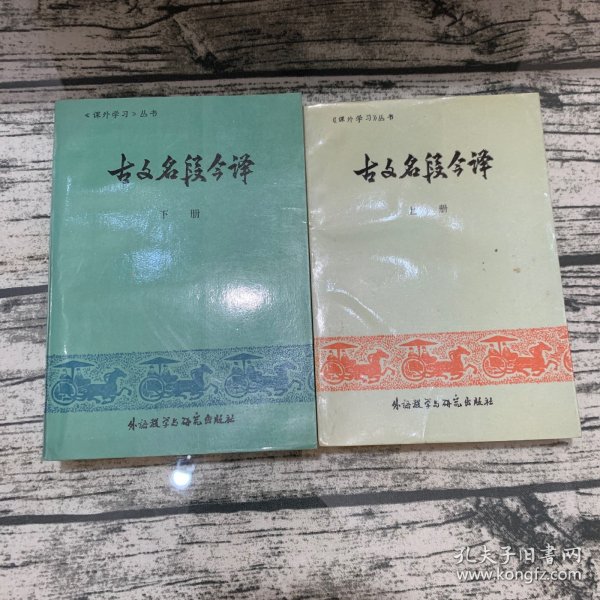 《课外学习》丛书
古文名段今译
下册
外语教学与研究出版社
《课外学习》丛书
古文名段今译
上册
外语教学与研究出版社
孔夫子旧书网
www.kongfz.com